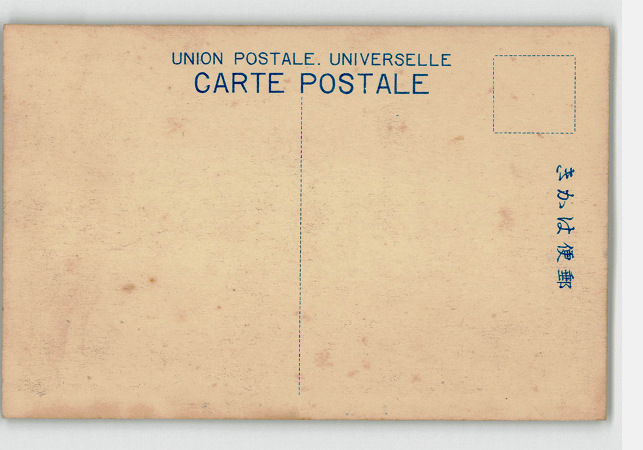 UNION POSTALE. UNIVERSELLE
CARTE POSTALE
郵便はかき